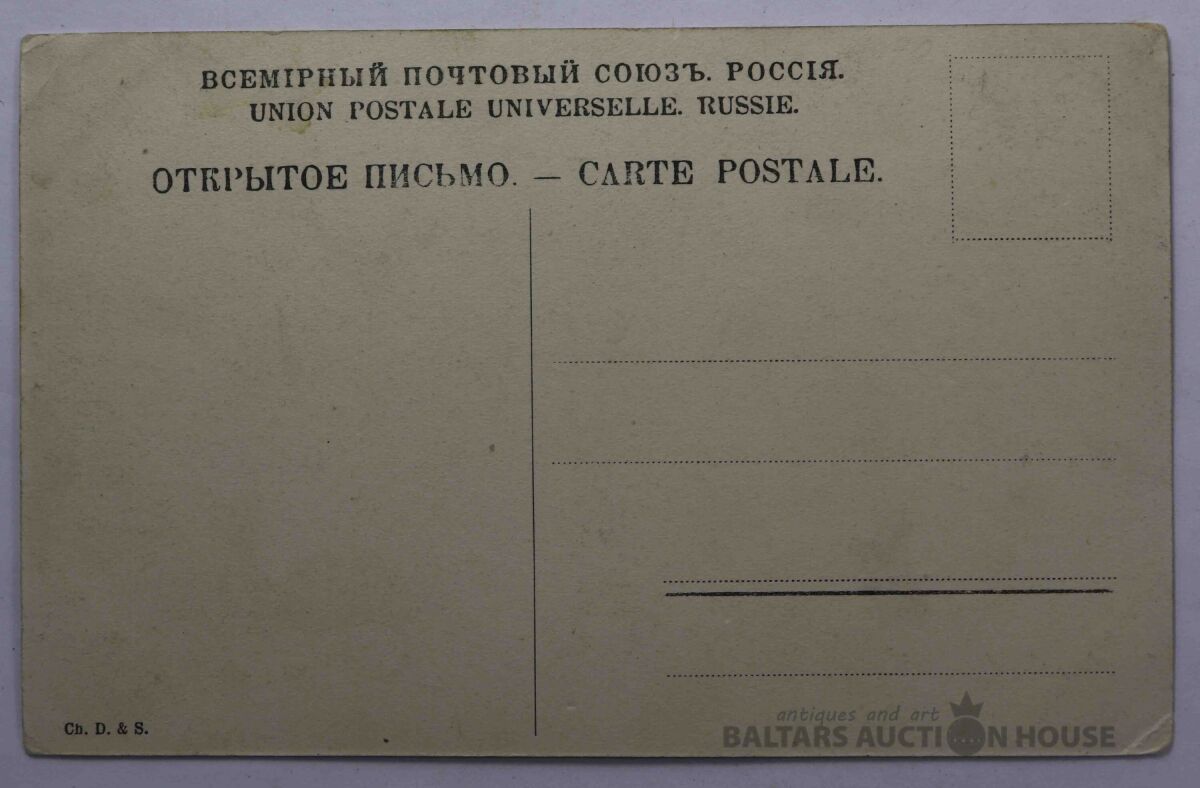 ВСЕМІРНЫЙ ПОЧТОВЫЙ СОЮЗЪ. РОССІЯ.
UNION POSTALE UNIVERSELLE. RUSSIE.
ОТКРЫТОЕ ПИСЬМО. — CARTE POSTALE.
Ch. D. & S.
antiques and art
BALTARS AUCTION HOUSE